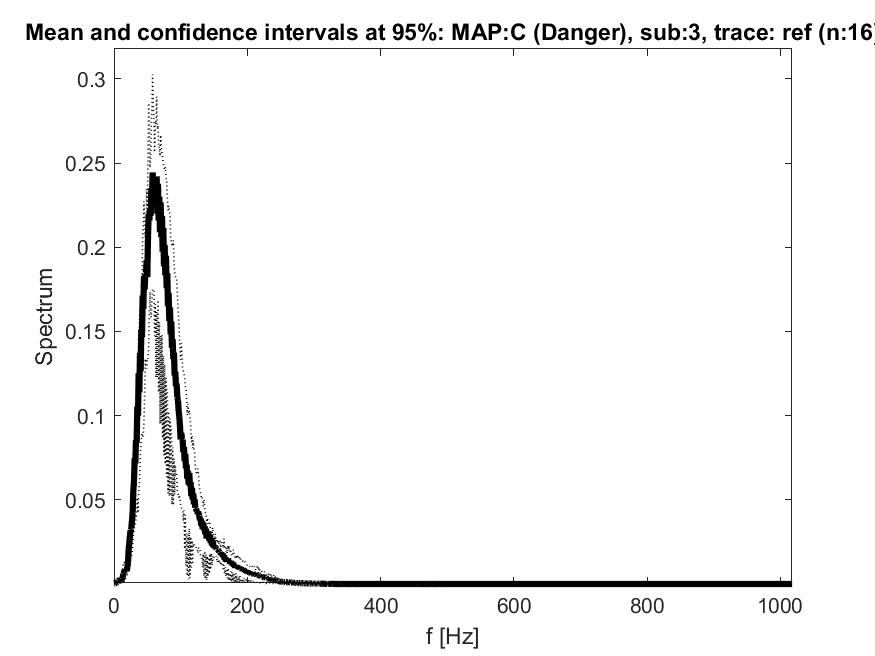 Mean and confidence intervals at 95%: MAP:C (Danger), sub:3, trace: ref (n:16)
0.3
0.25
0.2
0.15
0.1
0.05
Spectrum
0 200 400 600 800 1000
f [Hz]